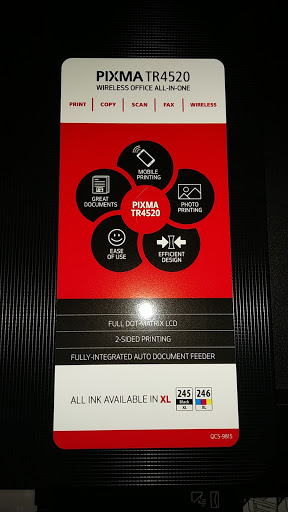 PIXMA TR4520
WIRELESS OFFICE ALL-IN-ONE
PRINT | COPY | SCAN | FAX | WIRELESS
MOBILE
PRINTING
GREAT
DOCUMENTS
PHOTO
PRINTING
PIXMA
TR4520
EASE
OF USE
EFFICIENT
DESIGN
FULL DOT-MATRIX LCD
2-SIDED PRINTING
FULLY-INTEGRATED AUTO DOCUMENT FEEDER
ALL INK AVAILABLE IN XL
245
Black
XL
246
XL
QCS-9815